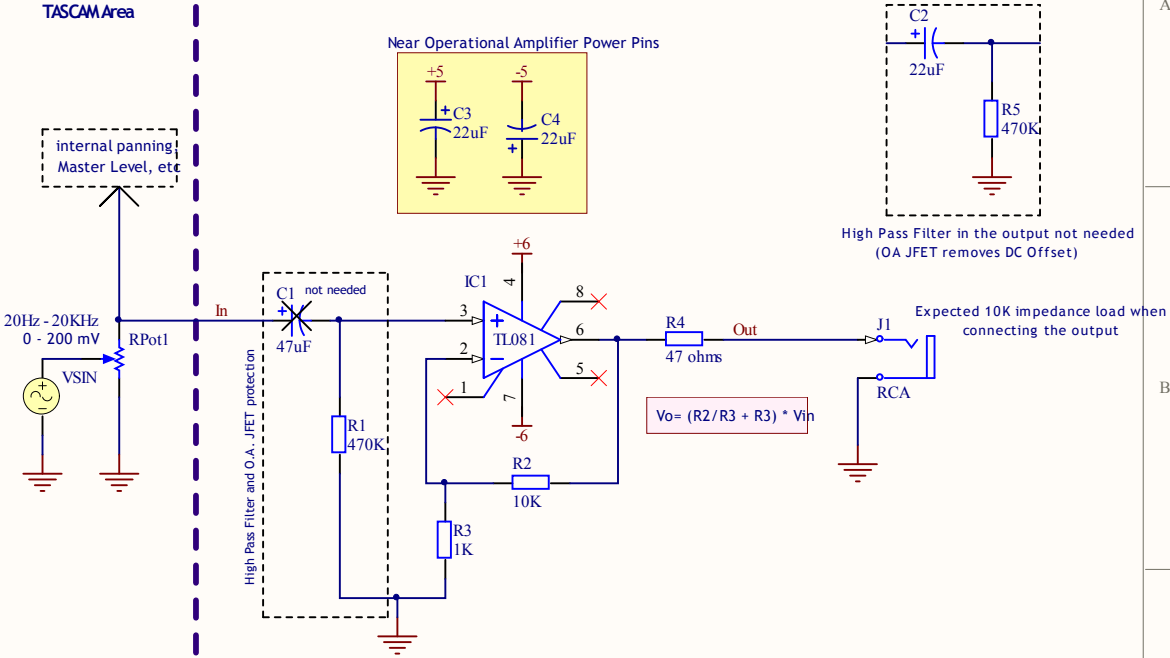 TASCAM Area
Near Operational Amplifier Power Pins
+5
-5
C3
22uF
C4
22uF
C2
22uF
R5
470K
High Pass Filter in the output not needed
(OA JFET removes DC Offset)
internal panning,
Master Level, etc
20Hz - 20KHz
0 - 200 mV
RPot1
VSIN
In
C1
not needed
47uF
High Pass Filter and O.A. JFET protection
R1
470K
IC1
+6
4
3
2
1
TL081
8
6
5
7
-6
R2
10K
R3
1K
R4
47 ohms
Out
Vo= (R2/R3 + R3) * Vin
J1
RCA
Expected 10K impedance load when
connecting the output
A
B